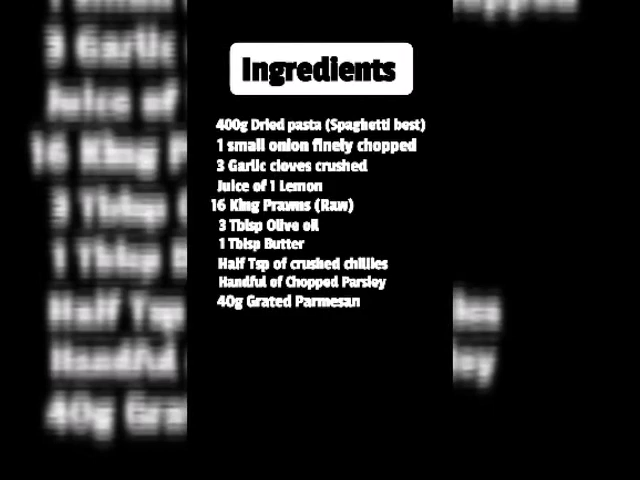 Ingredients
400g Dried pasta (Spaghetti best)
1 small onion finely chopped
3 Garlic cloves crushed
Juice of 1 Lemon
16 King Prawns (Raw)
3 Tblsp Olive oil
1 Tblsp Butter
Half Tsp of crushed chillies
Handful of Chopped Parsley
40g Grated Parmesan